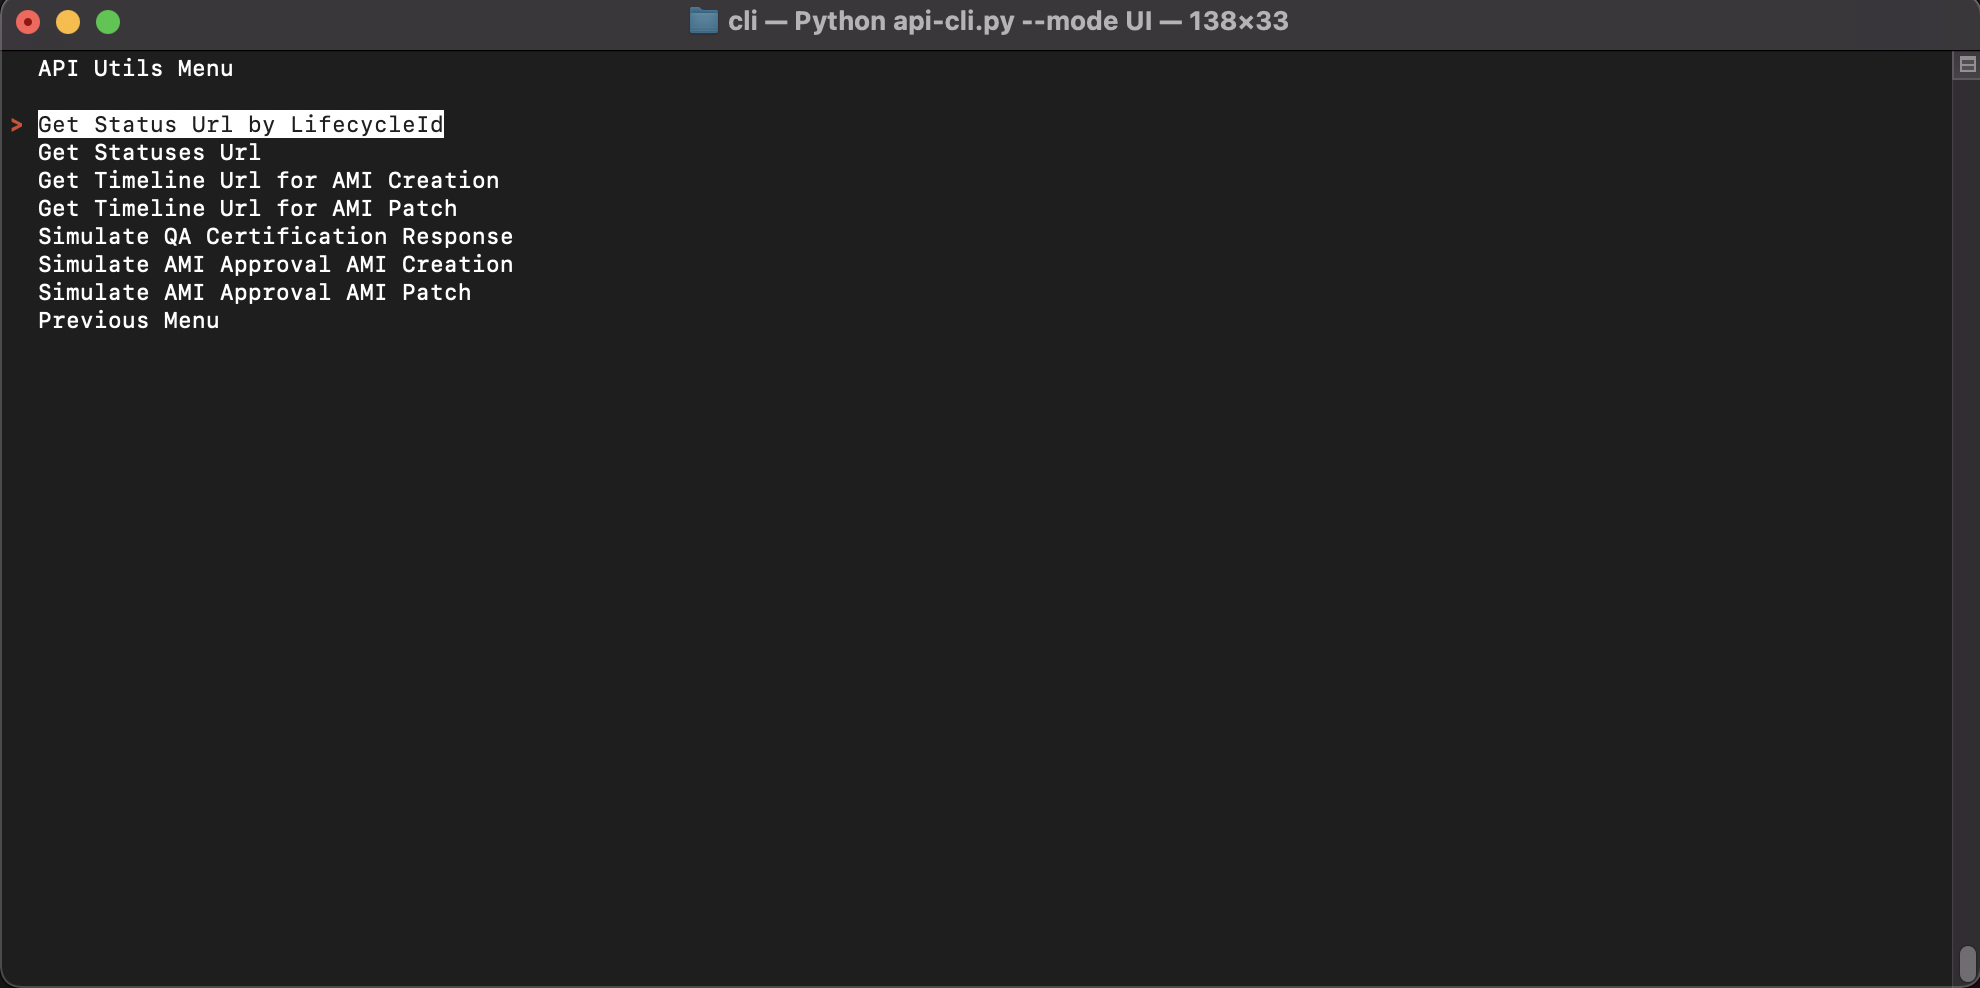 cli — Python api-cli.py --mode UI — 138×33
API Utils Menu
> Get Status Url by LifecycleId
Get Statuses Url
Get Timeline Url for AMI Creation
Get Timeline Url for AMI Patch
Simulate QA Certification Response
Simulate AMI Approval AMI Creation
Simulate AMI Approval AMI Patch
Previous Menu